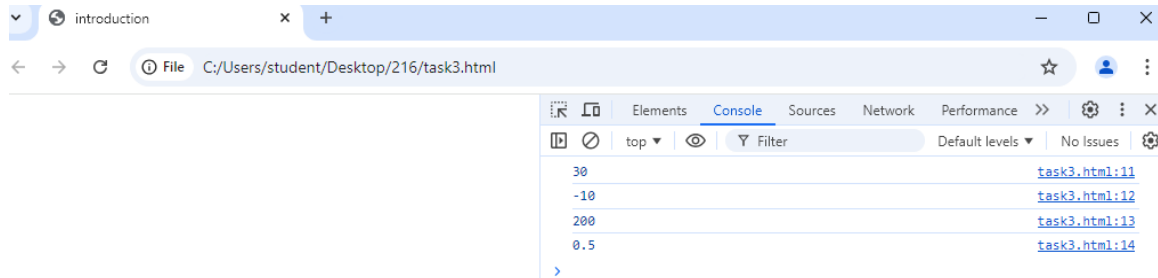 introduction
File C:/Users/student/Desktop/216/task3.html
Elements Console Sources Network Performance
top Filter Default levels No Issues
30 task3.html:11
-10 task3.html:12
200 task3.html:13
0.5 task3.html:14